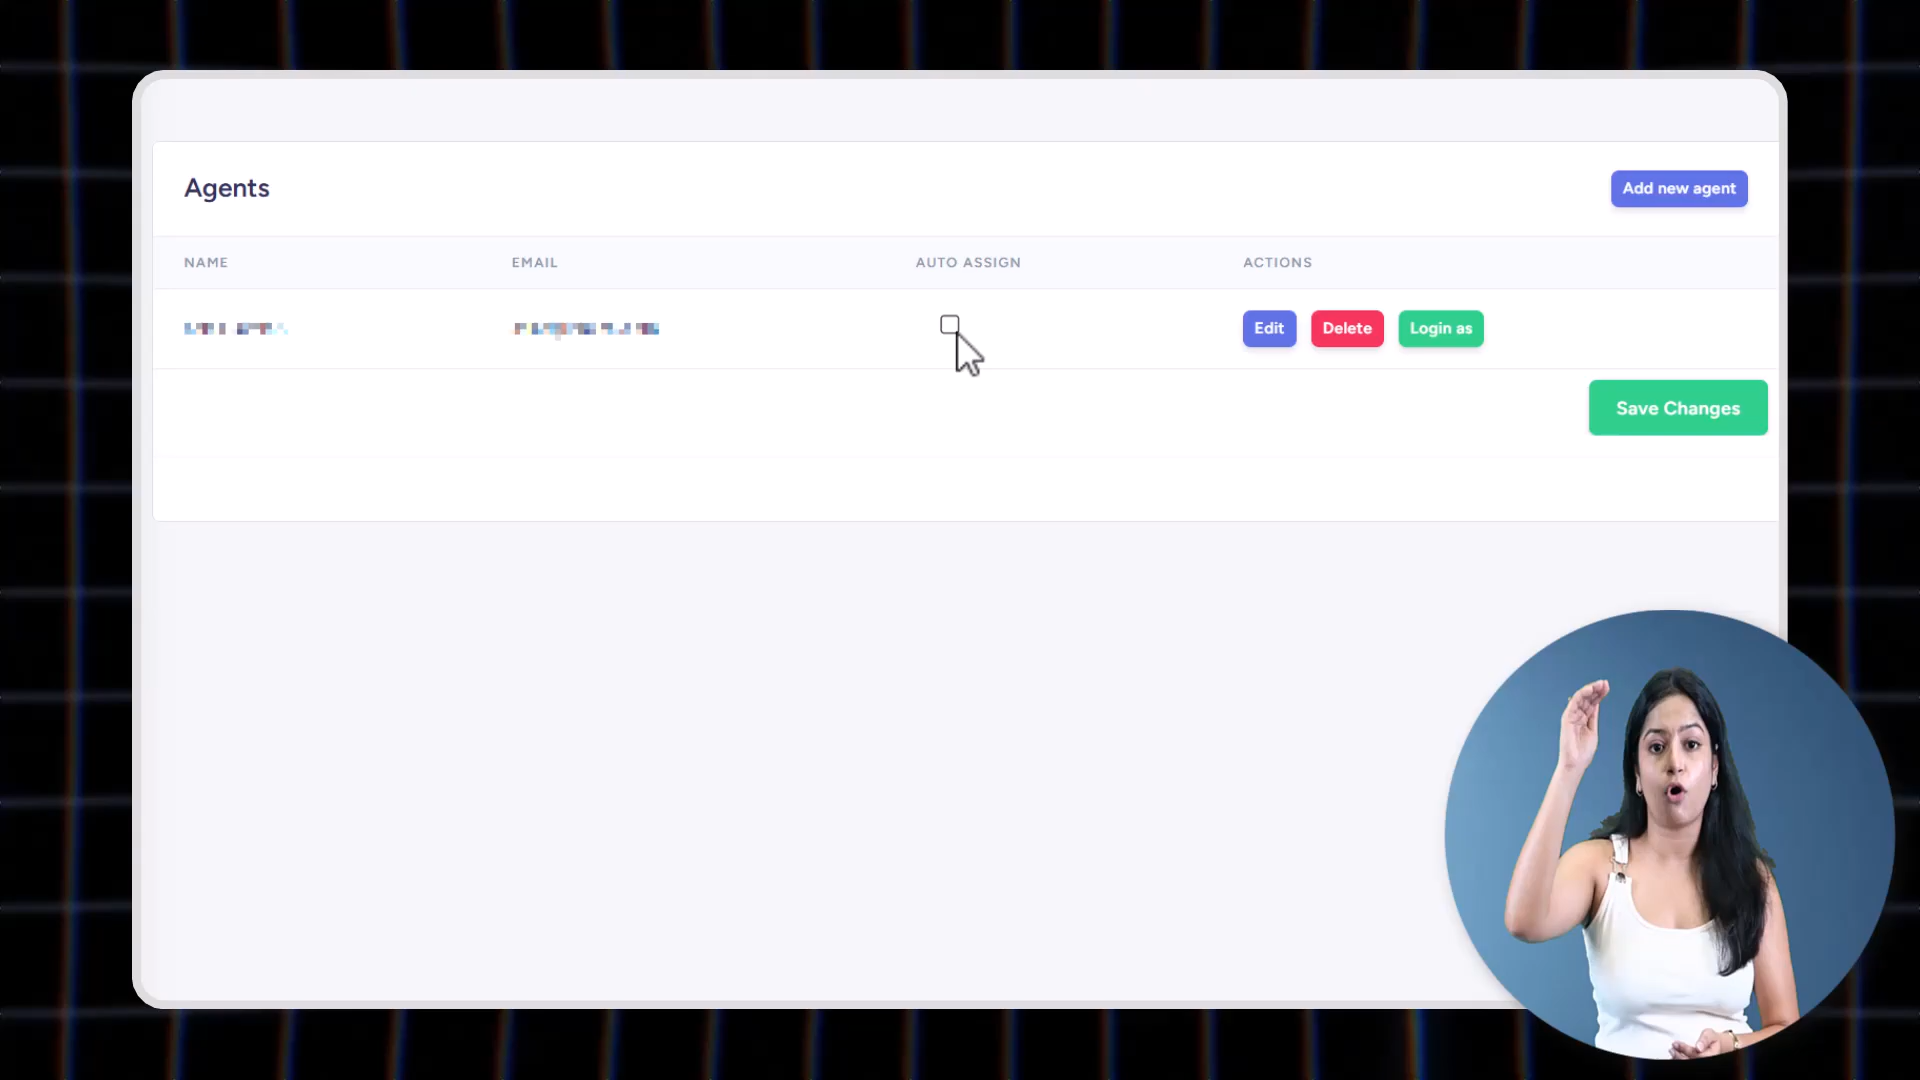 Agents
Add new agent
NAME EMAIL AUTO ASSIGN ACTIONS
Edit Delete Login as
Save Changes